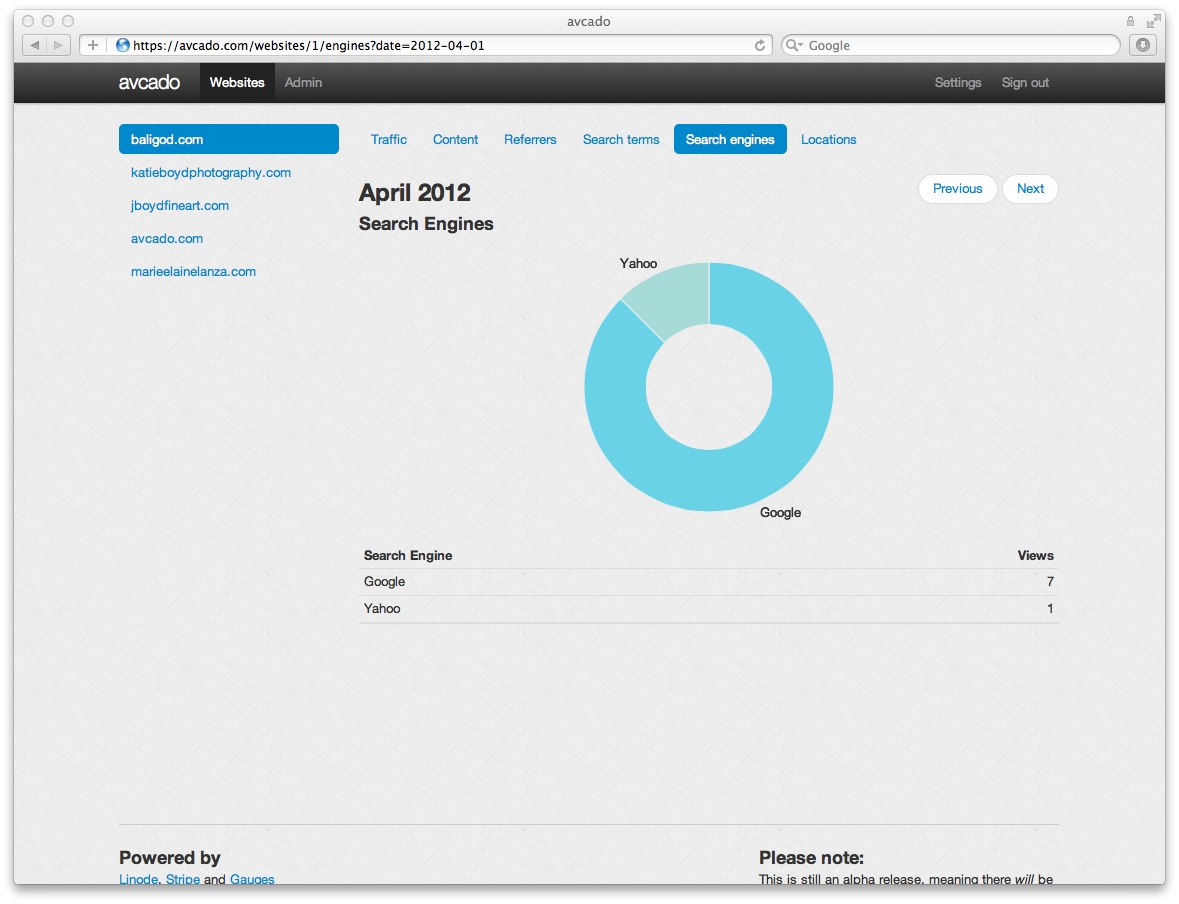 avcado
https://avcado.com/websites/1/engines?date=2012-04-01
Google
avcado Websites Admin Settings Sign out
baligod.com
katieboydphotography.com
jboydfineart.com
avcado.com
marieelainelanza.com
Traffic Content Referrers Search terms Search engines Locations
April 2012
Previous Next
Search Engines
Yahoo
Google
Search Engine Views
Google 7
Yahoo 1
Powered by
Linode, Stripe and Gauges
Please note:
This is still an alpha release, meaning there will be